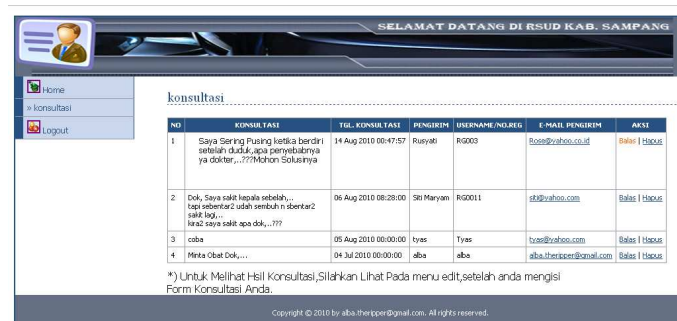 SELAMAT DATANG DI RSUD KAB. SAMPANG
Home
» konsultasi
Logout
konsultasi
NO KONSULTASI TGL. KONSULTASI PENGIRIM USERNAME/NO.REG E-MAIL PENGIRIM AKSI
1 Saya Sering Pusing ketika berdiri 14 Aug 2010 00:47:57 Rusyati RG003 Rose@yahoo.co.id Balas | Hapus
setelah duduk,apa penyebabnya
ya dokter,..???Mohon Solusinya
2 Dok, Saya sakit kepala sebelah,.. 06 Aug 2010 08:28:00 Siti Maryam RG0011 siti@yahoo.com Balas | Hapus
tapi sebentar2 udah sembuh n sbentar2
sakit lagi,..
kira2 saya sakit apa dok,..???
3 coba 05 Aug 2010 00:00:00 tyas Tyas tyas@yahoo.com Balas | Hapus
4 Minta Obat Dok,... 04 Jul 2010 00:00:00 alba alba alba.theripper@gmail.com Balas | Hapus
*) Untuk Melihat Hsil Konsultasi,Silahkan Lihat Pada menu edit,setelah anda mengisi
Form Konsultasi Anda.
Copyright © 2010 by alba.theripper@gmail.com. All rights reserved.